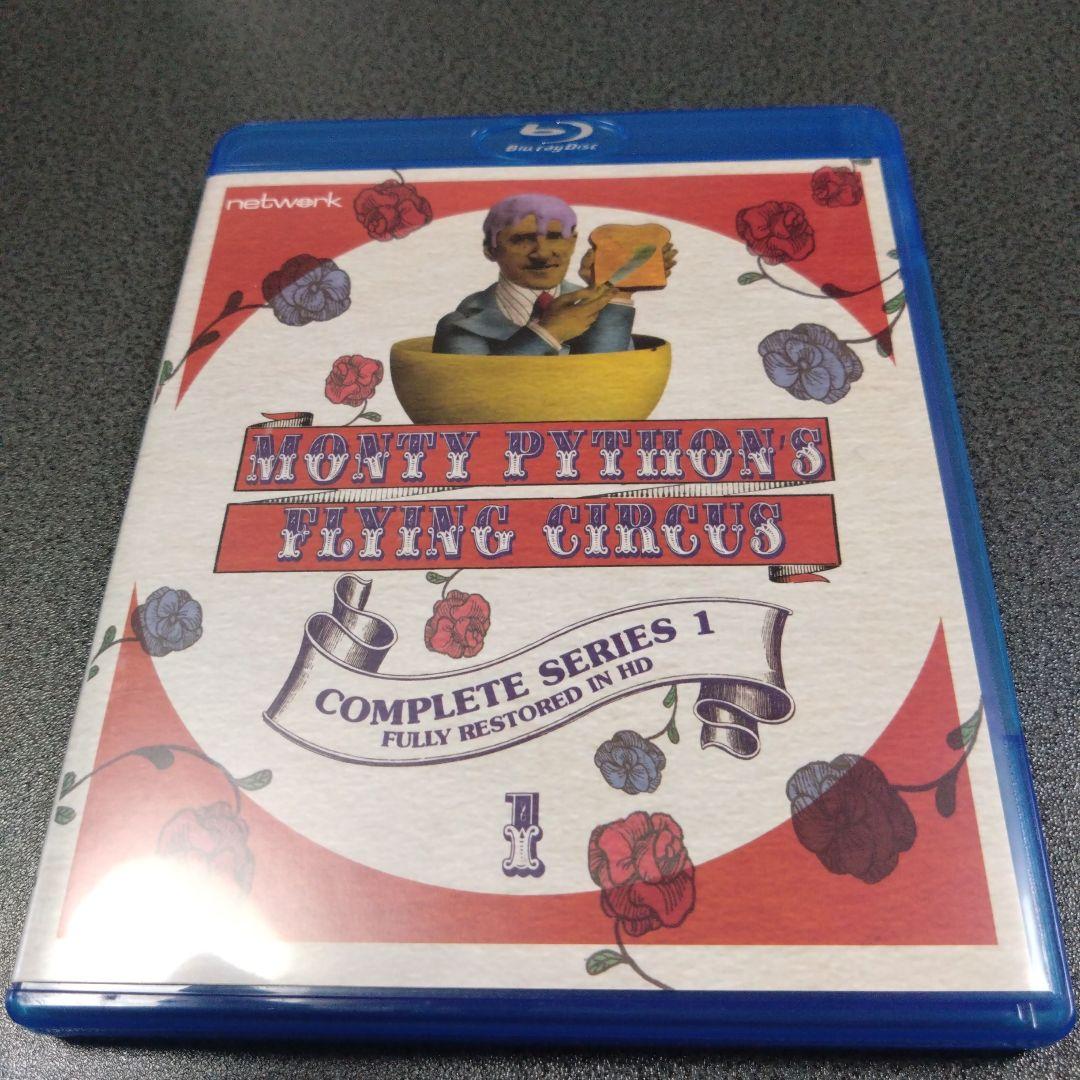 Blu-ray Disc
network
MONTY PYTHON'S
FLYING CIRCUS
COMPLETE SERIES 1
FULLY RESTORED IN HD
1